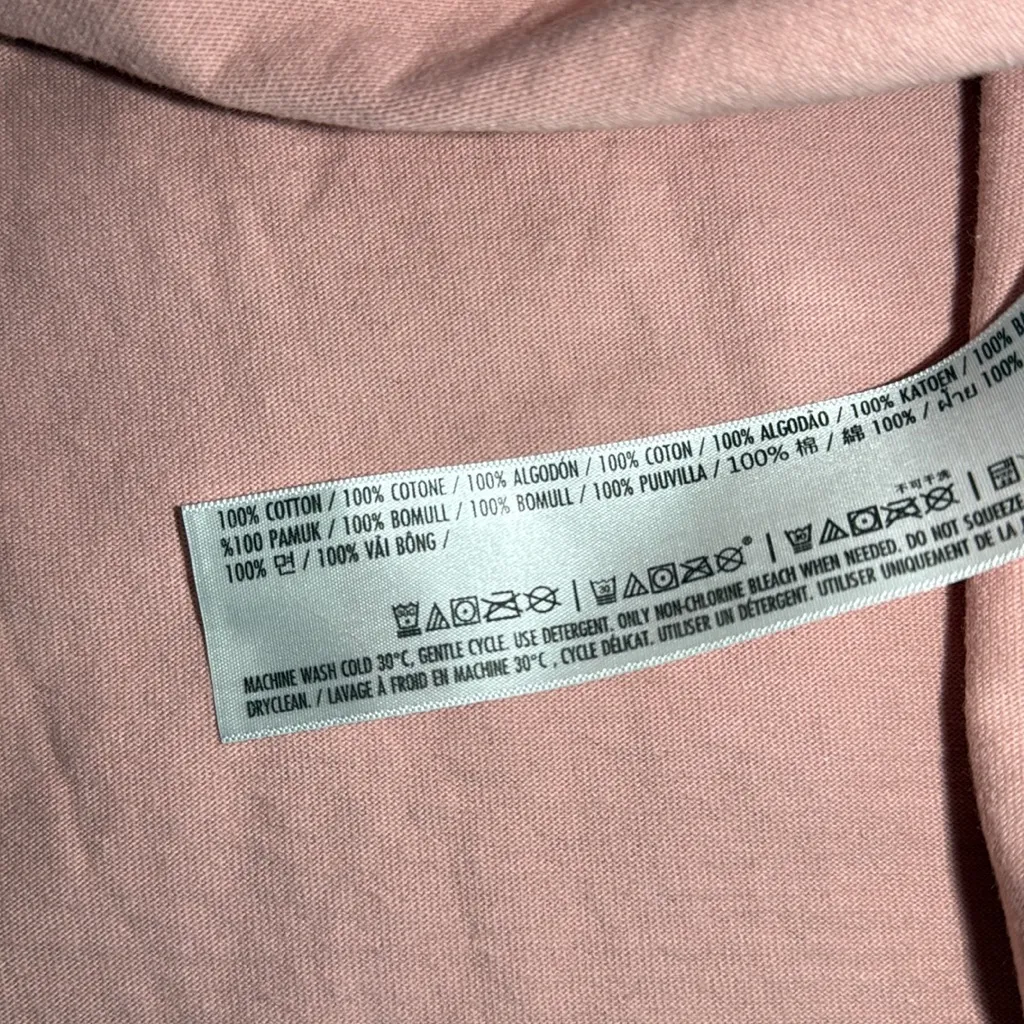 100% COTTON / 100% COTONE / 100% ALGODÓN / 100% COTON / 100% ALGODÃO / 100% KATOEN / 100%
%100 PAMUK / 100% BOMULL / 100% BOMULL / 100% PUUVILLA / 100% 棉 / 綿 100% / ฝ้าย 100%
100% 면 / 100% VẢI BÔNG /
不可干洗
30 | 30 | 30 |
MACHINE WASH COLD 30°C, GENTLE CYCLE. USE DETERGENT. ONLY NON-CHLORINE BLEACH WHEN NEEDED. DO NOT SQUEEZE
DRYCLEAN. / LAVAGE À FROID EN MACHINE 30°C , CYCLE DÉLICAT. UTILISER UN DÉTERGENT. UTILISER UNIQUEMENT DE LA